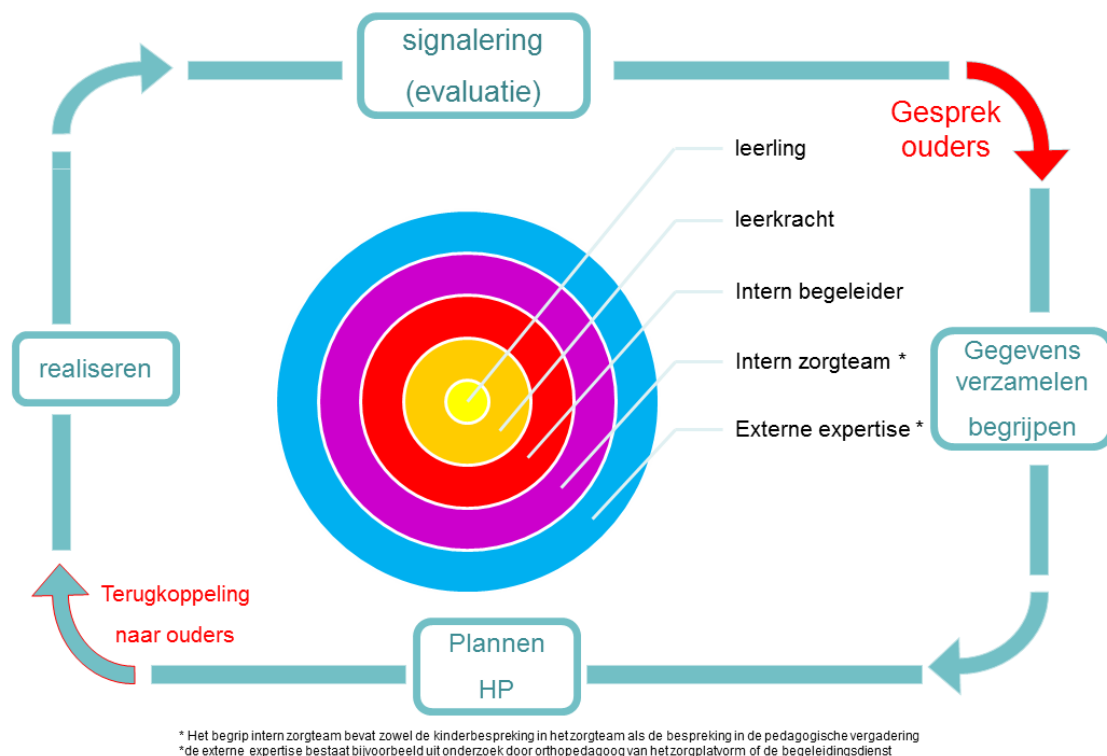 signalering
(evaluatie)
Gesprek
ouders
leerling
leerkracht
Intern begeleider
Intern zorgteam *
Externe expertise *
realiseren
Gegevens
verzamelen
begrijpen
Terugkoppeling
naar ouders
Plannen
HP
* Het begrip intern zorgteam bevat zowel de kinderbespreking in het zorgteam als de bespreking in de pedagogische vergadering
*de externe expertise bestaat bijvoorbeeld uit onderzoek door orthopedagoog van het zorgplatvorm of de begeleidingsdienst